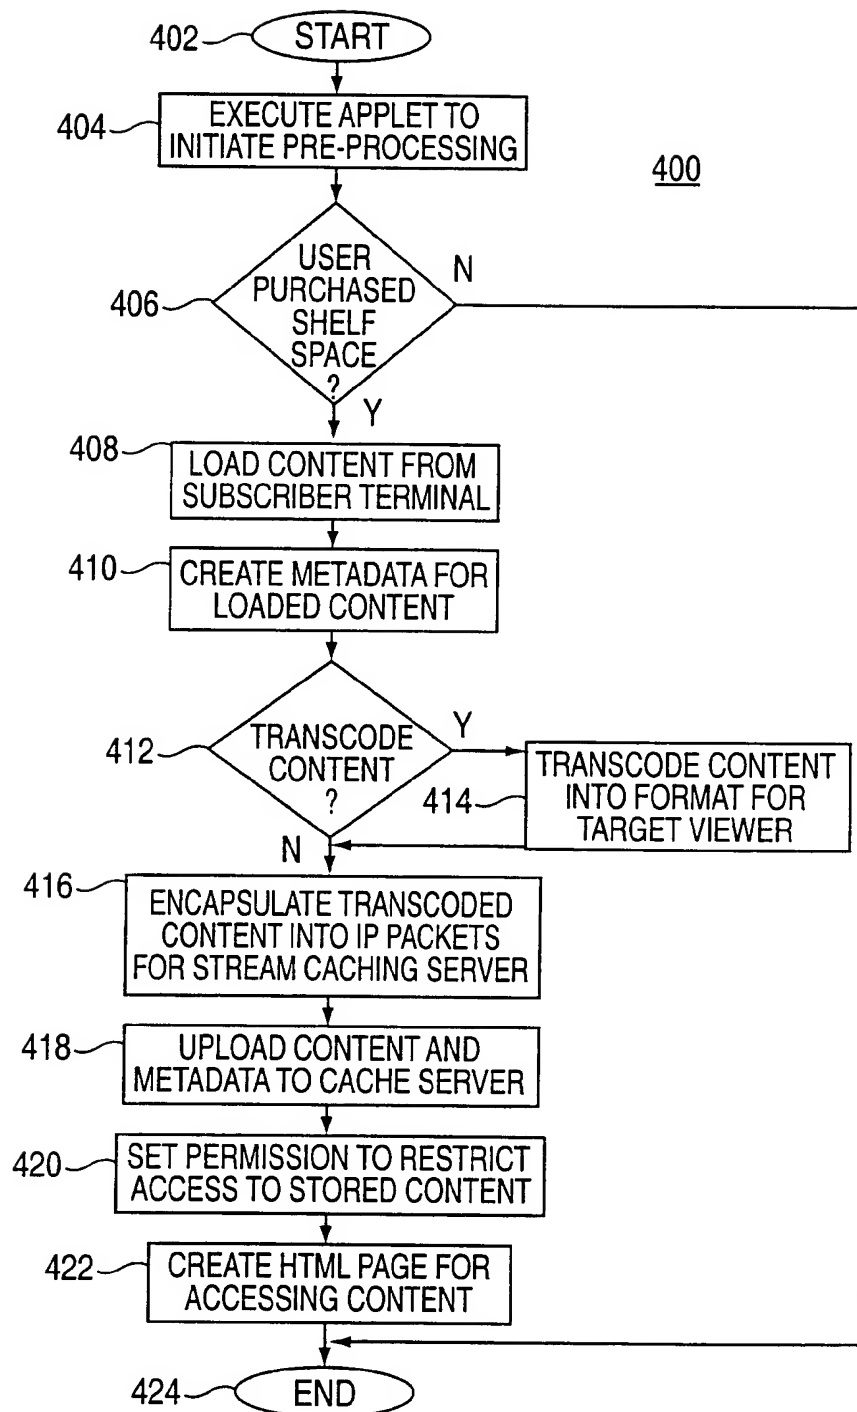 402
START
404
EXECUTE APPLET TO
INITIATE PRE-PROCESSING
400
406
USER
PURCHASED
SHELF
SPACE
?
N
Y
408
LOAD CONTENT FROM
SUBSCRIBER TERMINAL
410
CREATE METADATA FOR
LOADED CONTENT
412
TRANSCODE
CONTENT
?
Y
414
TRANSCODE CONTENT
INTO FORMAT FOR
TARGET VIEWER
N
416
ENCAPSULATE TRANSCODED
CONTENT INTO IP PACKETS
FOR STREAM CACHING SERVER
418
UPLOAD CONTENT AND
METADATA TO CACHE SERVER
420
SET PERMISSION TO RESTRICT
ACCESS TO STORED CONTENT
422
CREATE HTML PAGE FOR
ACCESSING CONTENT
424
END